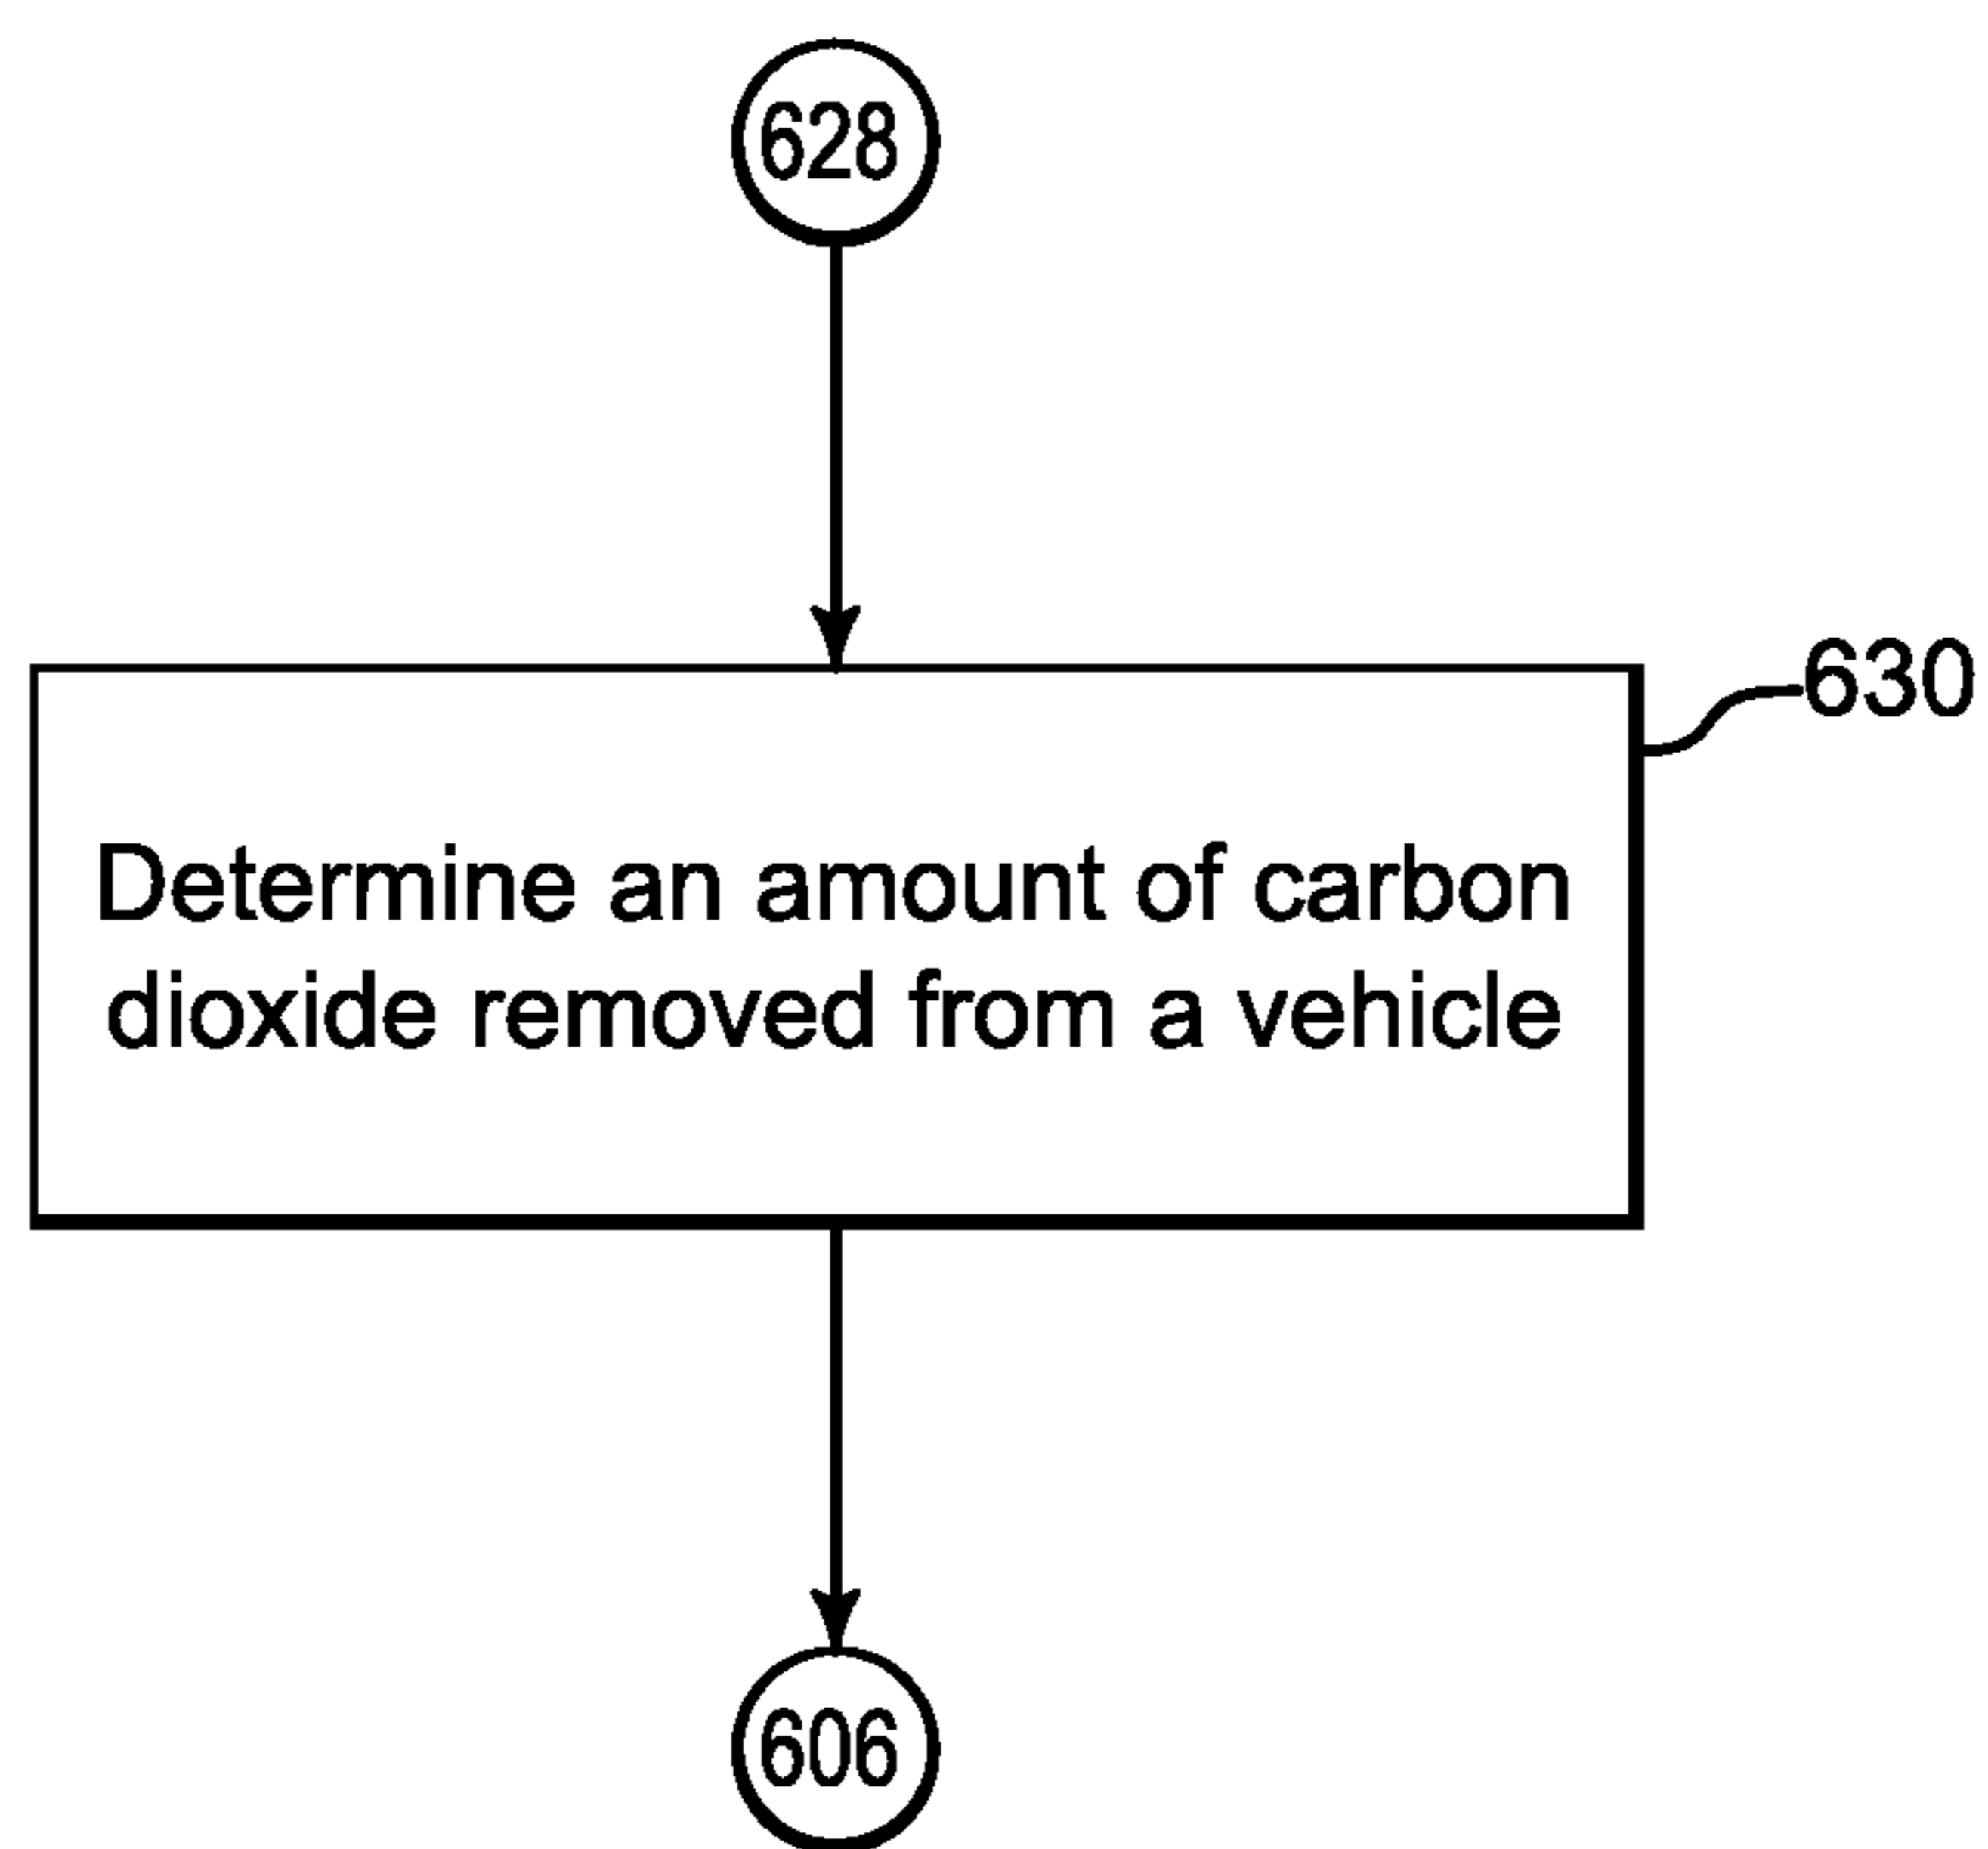 628
630
Determine an amount of carbon
dioxide removed from a vehicle
606